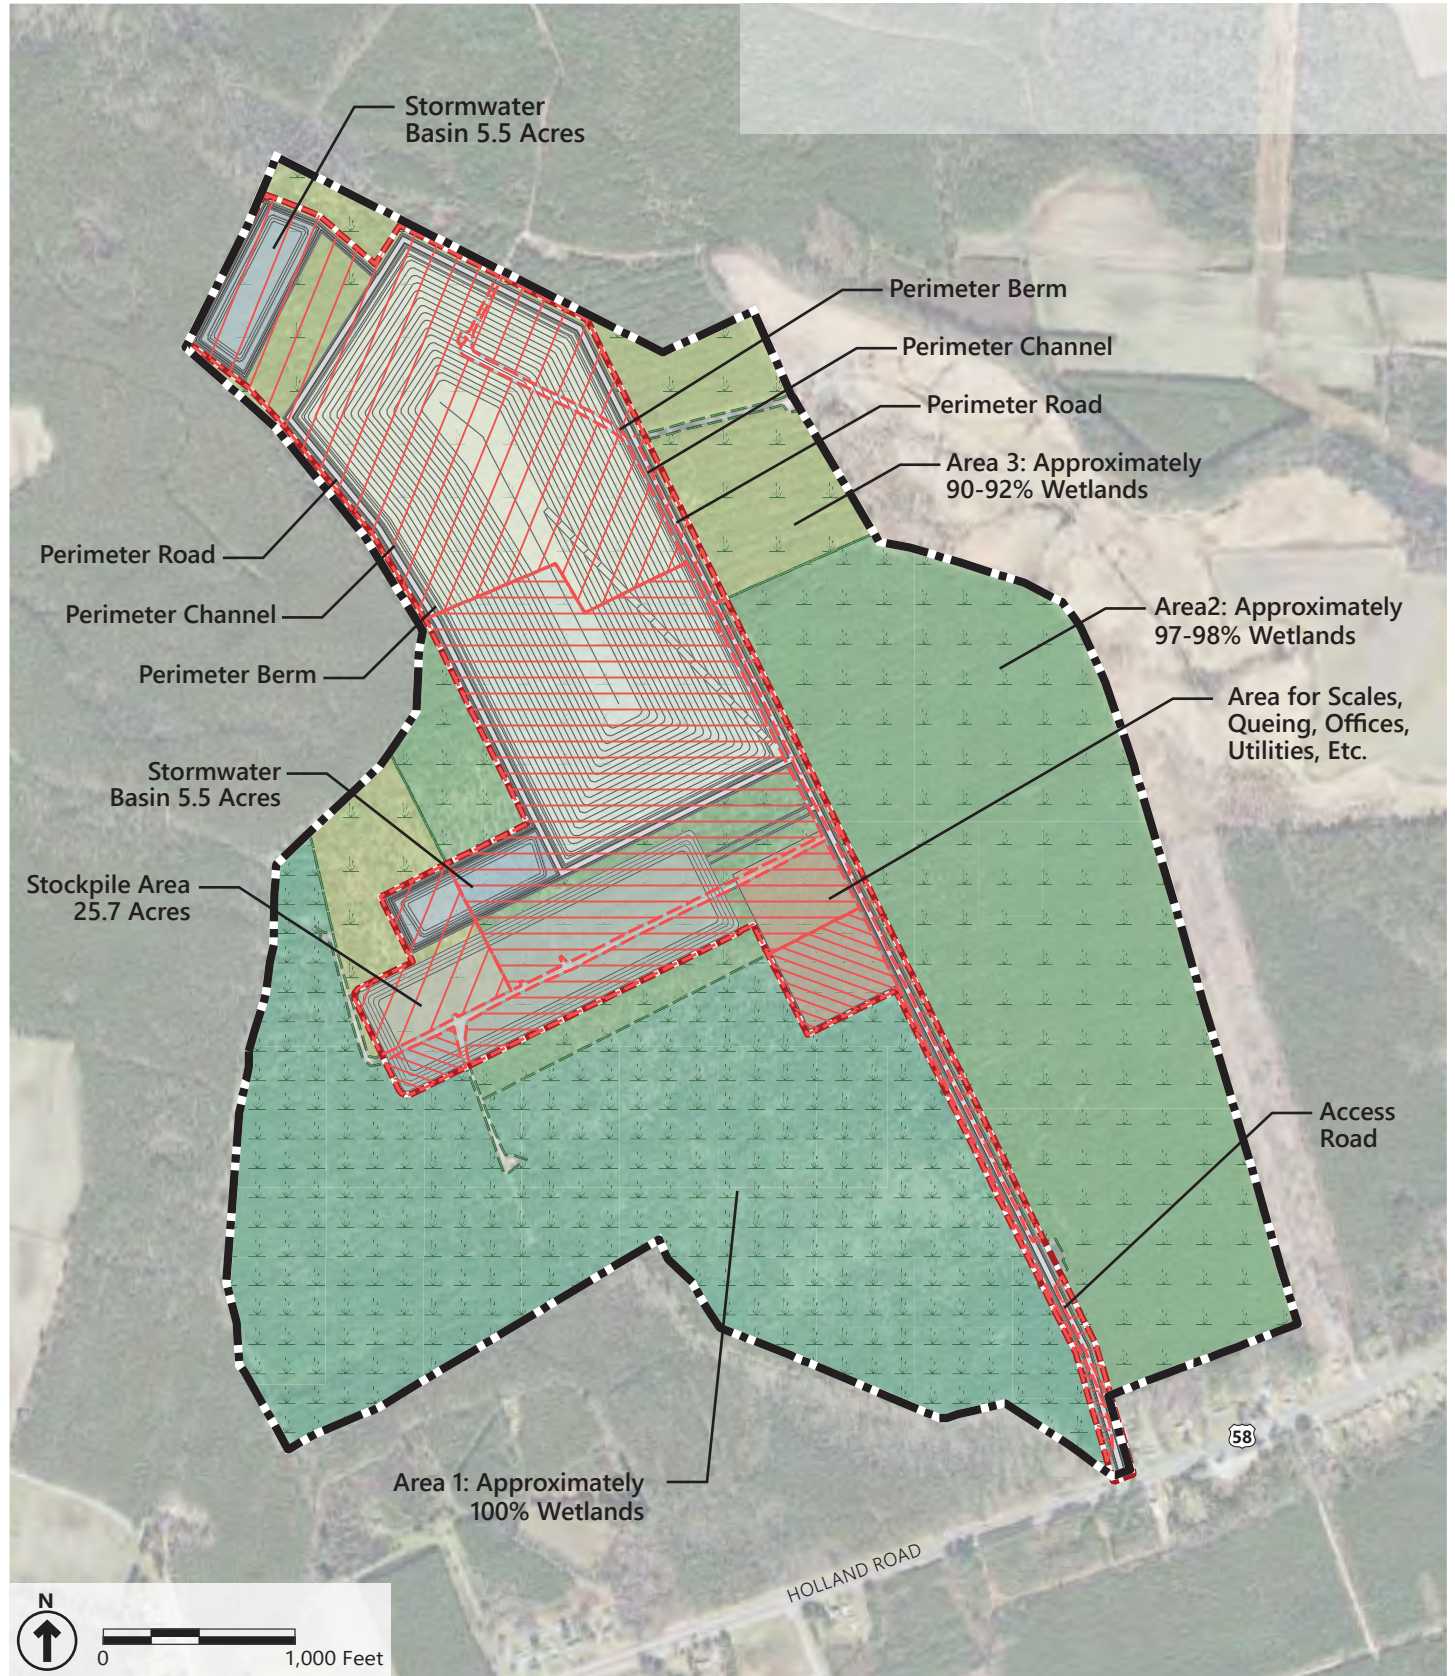 Stormwater
Basin 5.5 Acres
Perimeter Berm
Perimeter Channel
Perimeter Road
Area 3: Approximately
90-92% Wetlands
Perimeter Road
Perimeter Channel
Perimeter Berm
Area2: Approximately
97-98% Wetlands
Area for Scales,
Queing, Offices,
Utilities, Etc.
Stormwater
Basin 5.5 Acres
Stockpile Area
25.7 Acres
Access
Road
58
Area 1: Approximately
100% Wetlands
HOLLAND ROAD
N
0
1,000 Feet